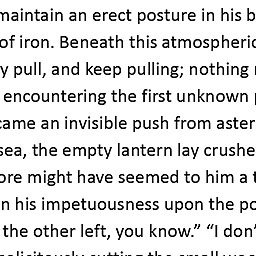 maintain an erect posture in his b
of iron. Beneath this atmospheric
y pull, and keep pulling; nothing
encountering the first unknown
came an invisible push from aster
sea, the empty lantern lay crushe
ore might have seemed to him a
n his impetuousness upon the po
the other left, you know.” “I don’